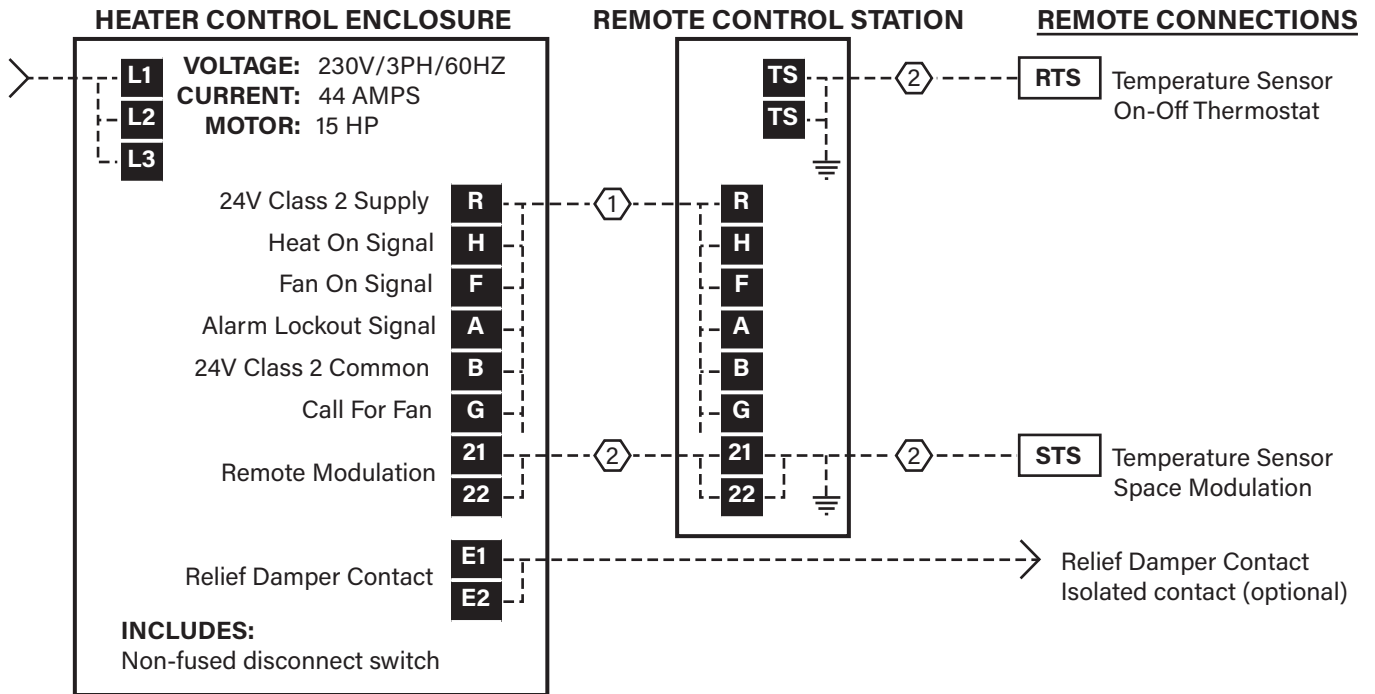 HEATER CONTROL ENCLOSURE
REMOTE CONTROL STATION
REMOTE CONNECTIONS
L1
L2
L3
VOLTAGE: 230V/3PH/60HZ
CURRENT: 44 AMPS
MOTOR: 15 HP
24V Class 2 Supply R
Heat On Signal H
Fan On Signal F
Alarm Lockout Signal A
24V Class 2 Common B
Call For Fan G
Remote Modulation
21
22
Relief Damper Contact
E1
E2
INCLUDES:
Non-fused disconnect switch
1
2
TS
TS
R
H
F
A
B
G
21
22
2
RTS
Temperature Sensor
On-Off Thermostat
2
STS
Temperature Sensor
Space Modulation
Relief Damper Contact
Isolated contact (optional)